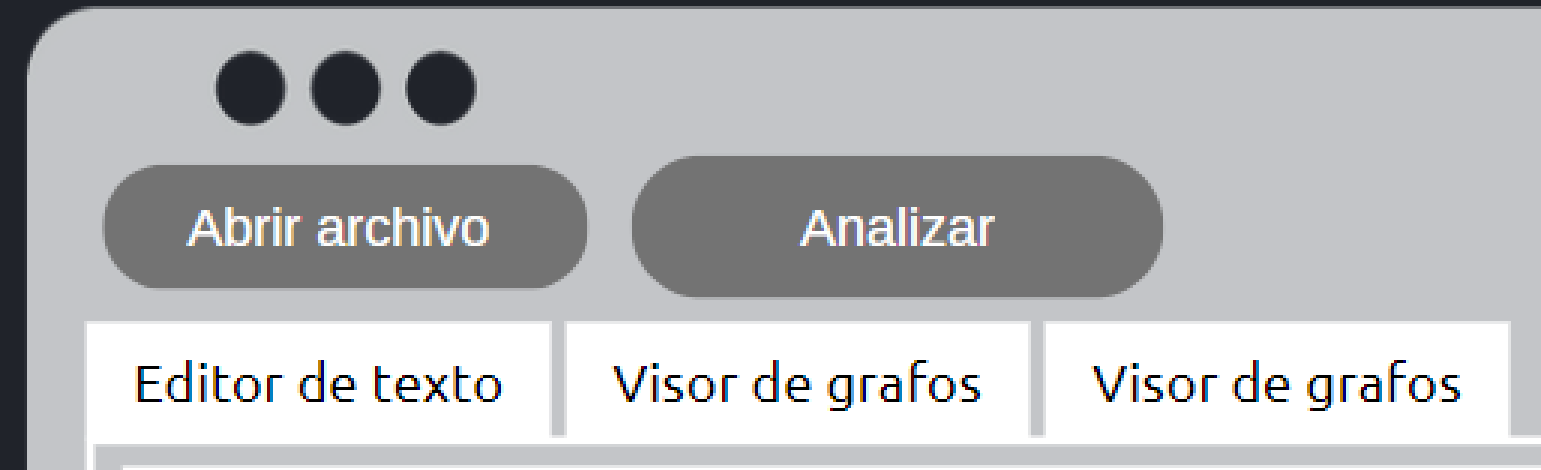 Abrir archivo
Analizar
Editor de texto
Visor de grafos
Visor de grafos